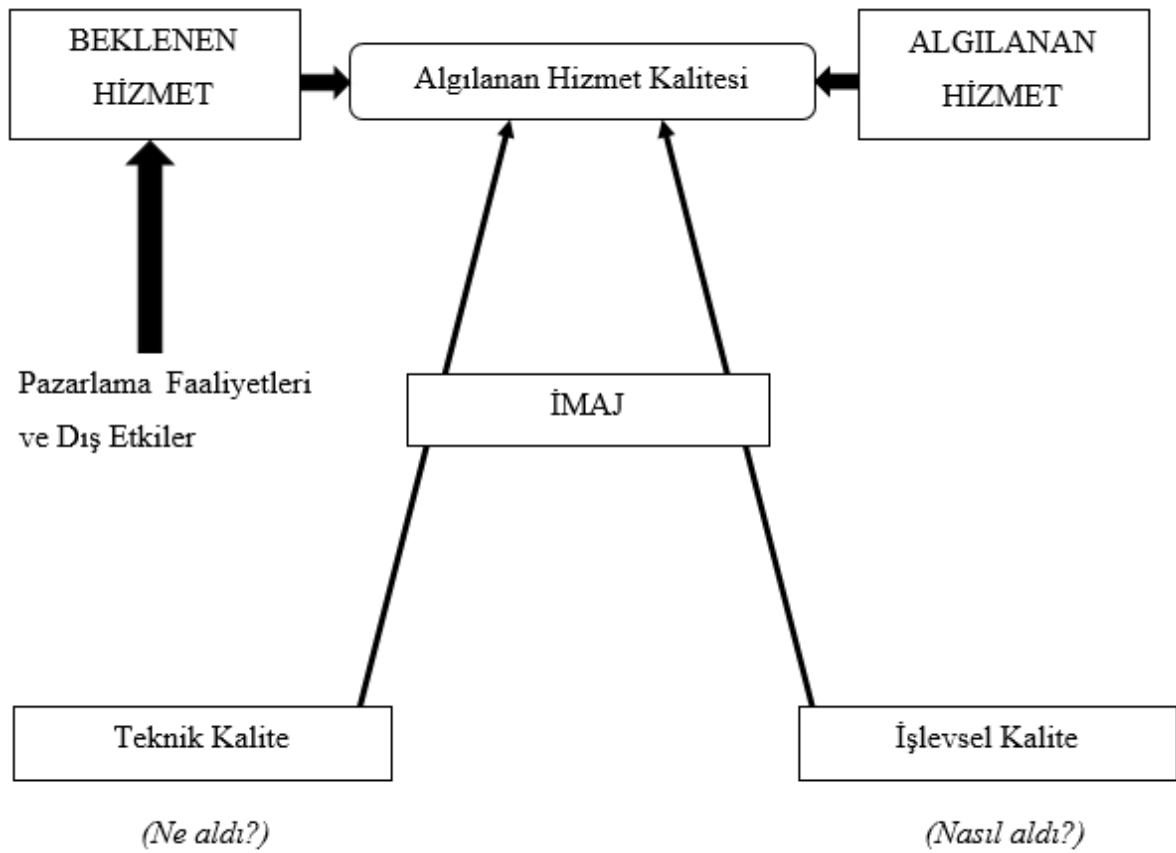 BEKLENEN
HİZMET
Algılanan Hizmet Kalitesi
ALGILANAN
HİZMET
Pazarlama Faaliyetleri
ve Dış Etkiler
İMAJ
Teknik Kalite
İşlevsel Kalite
(Ne aldı?)
(Nasıl aldı?)